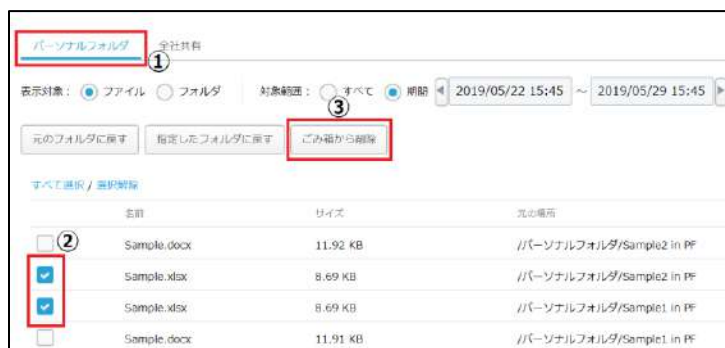 パーソナルフォルダ 全社共有
①
表示対象： ファイル フォルダ 対象範囲： すべて 期間 2019/05/22 15:45 ～ 2019/05/29 15:45
③
元のフォルダに戻す 指定したフォルダに戻す ごみ箱から削除
すべて選択 / 選択解除
名前 サイズ 元の場所
② Sample.docx 11.92 KB /パーソナルフォルダ/Sample2 in PF
Sample.xlsx 8.69 KB /パーソナルフォルダ/Sample2 in PF
Sample.xlsx 8.69 KB /パーソナルフォルダ/Sample1 in PF
Sample.docx 11.91 KB /パーソナルフォルダ/Sample1 in PF